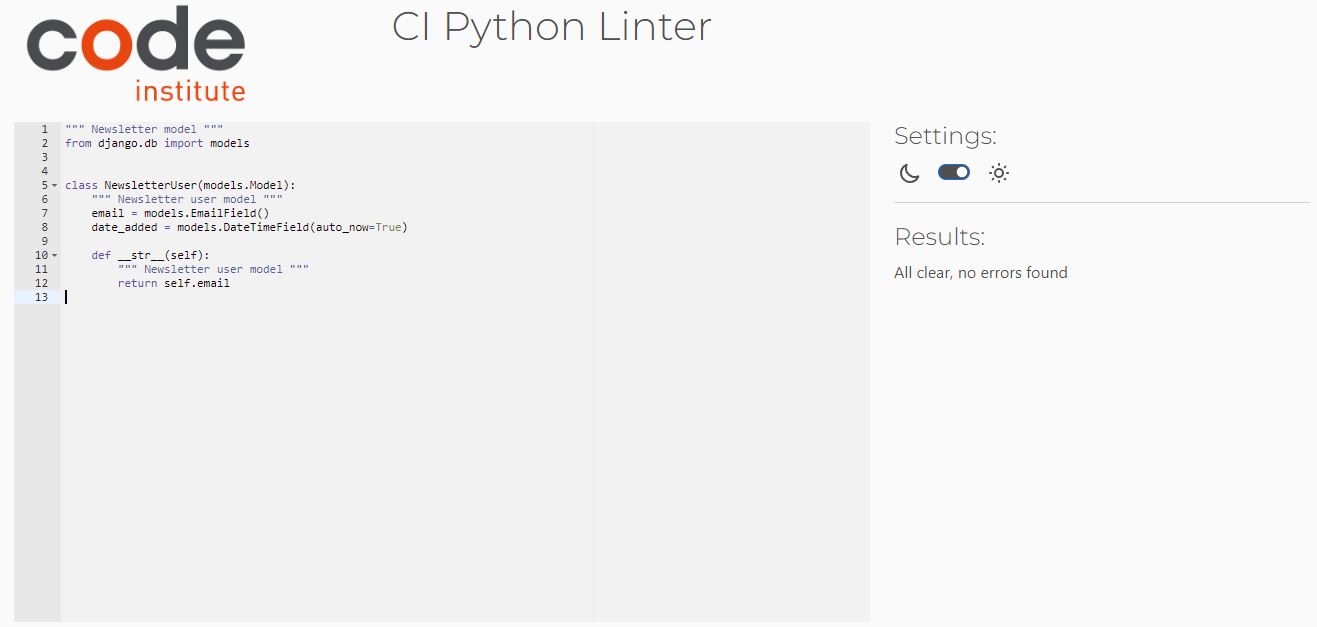 code
institute
CI Python Linter
1 """ Newsletter model """
2 from django.db import models
3
4
5 class NewsletterUser(models.Model):
6     """ Newsletter user model """
7     email = models.EmailField()
8     date_added = models.DateTimeField(auto_now=True)
9
10     def __str__(self):
11         """ Newsletter user model """
12         return self.email
13
Settings:
Results:
All clear, no errors found